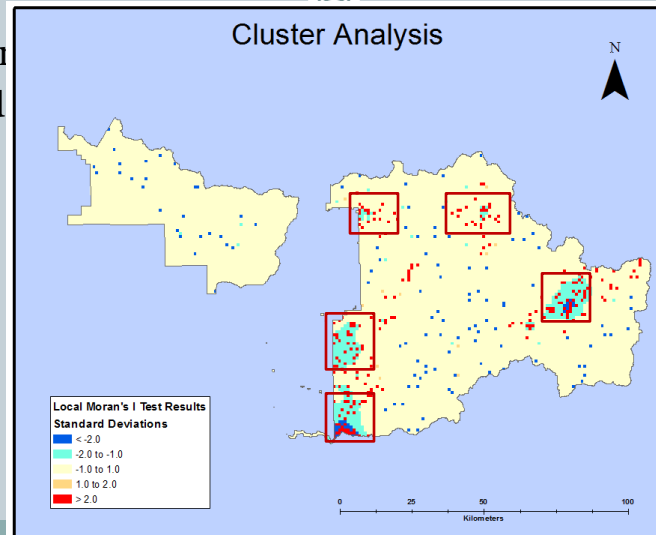 Cluster Analysis
N
Local Moran's I Test Results
Standard Deviations
< -2.0
-2.0 to -1.0
-1.0 to 1.0
1.0 to 2.0
> 2.0
0 25 50 100
Kilometers